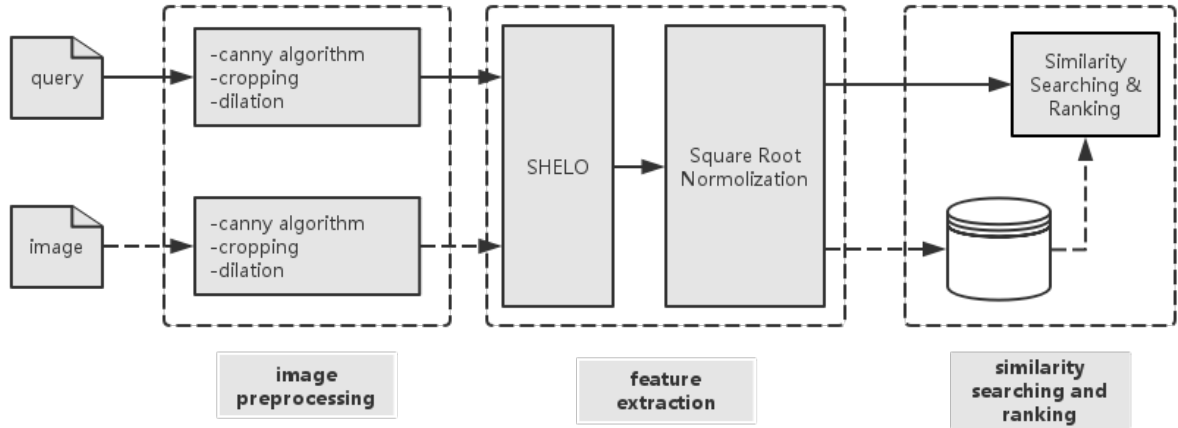 query
-canny algorithm
-cropping
-dilation
image
-canny algorithm
-cropping
-dilation
SHELO
Square Root
Normolization
Similarity
Searching &
Ranking
image
preprocessing
feature
extraction
similarity
searching and
ranking